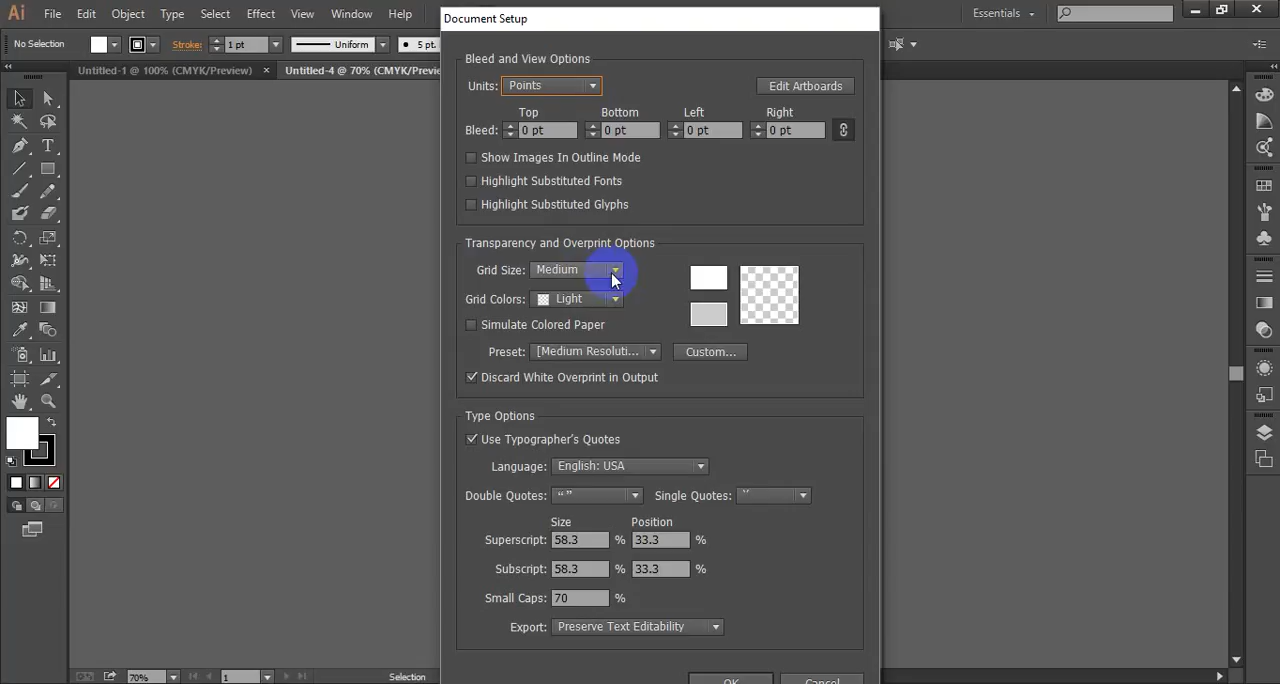 Ai File Edit Object Type Select Effect View Window Help Essentials
No Selection Stroke: 1 pt Uniform 5 pt.
Untitled-1 @ 100% (CMYK/Preview) × Untitled-4 @ 70% (CMYK/Preview
Document Setup
Bleed and View Options
Units: Points Edit Artboards
Top Bottom Left Right
Bleed: 0 pt 0 pt 0 pt 0 pt
Show Images In Outline Mode
Highlight Substituted Fonts
Highlight Substituted Glyphs
Transparency and Overprint Options
Grid Size: Medium
Grid Colors: Light
Simulate Colored Paper
Preset: [Medium Resoluti... Custom...
Discard White Overprint in Output
Type Options
Use Typographer's Quotes
Language: English: USA
Double Quotes: “” Single Quotes: ‘’
Size Position
Superscript: 58.3 % 33.3 %
Subscript: 58.3 % 33.3 %
Small Caps: 70 %
Export: Preserve Text Editability
OK Cancel
70% 1 Selection